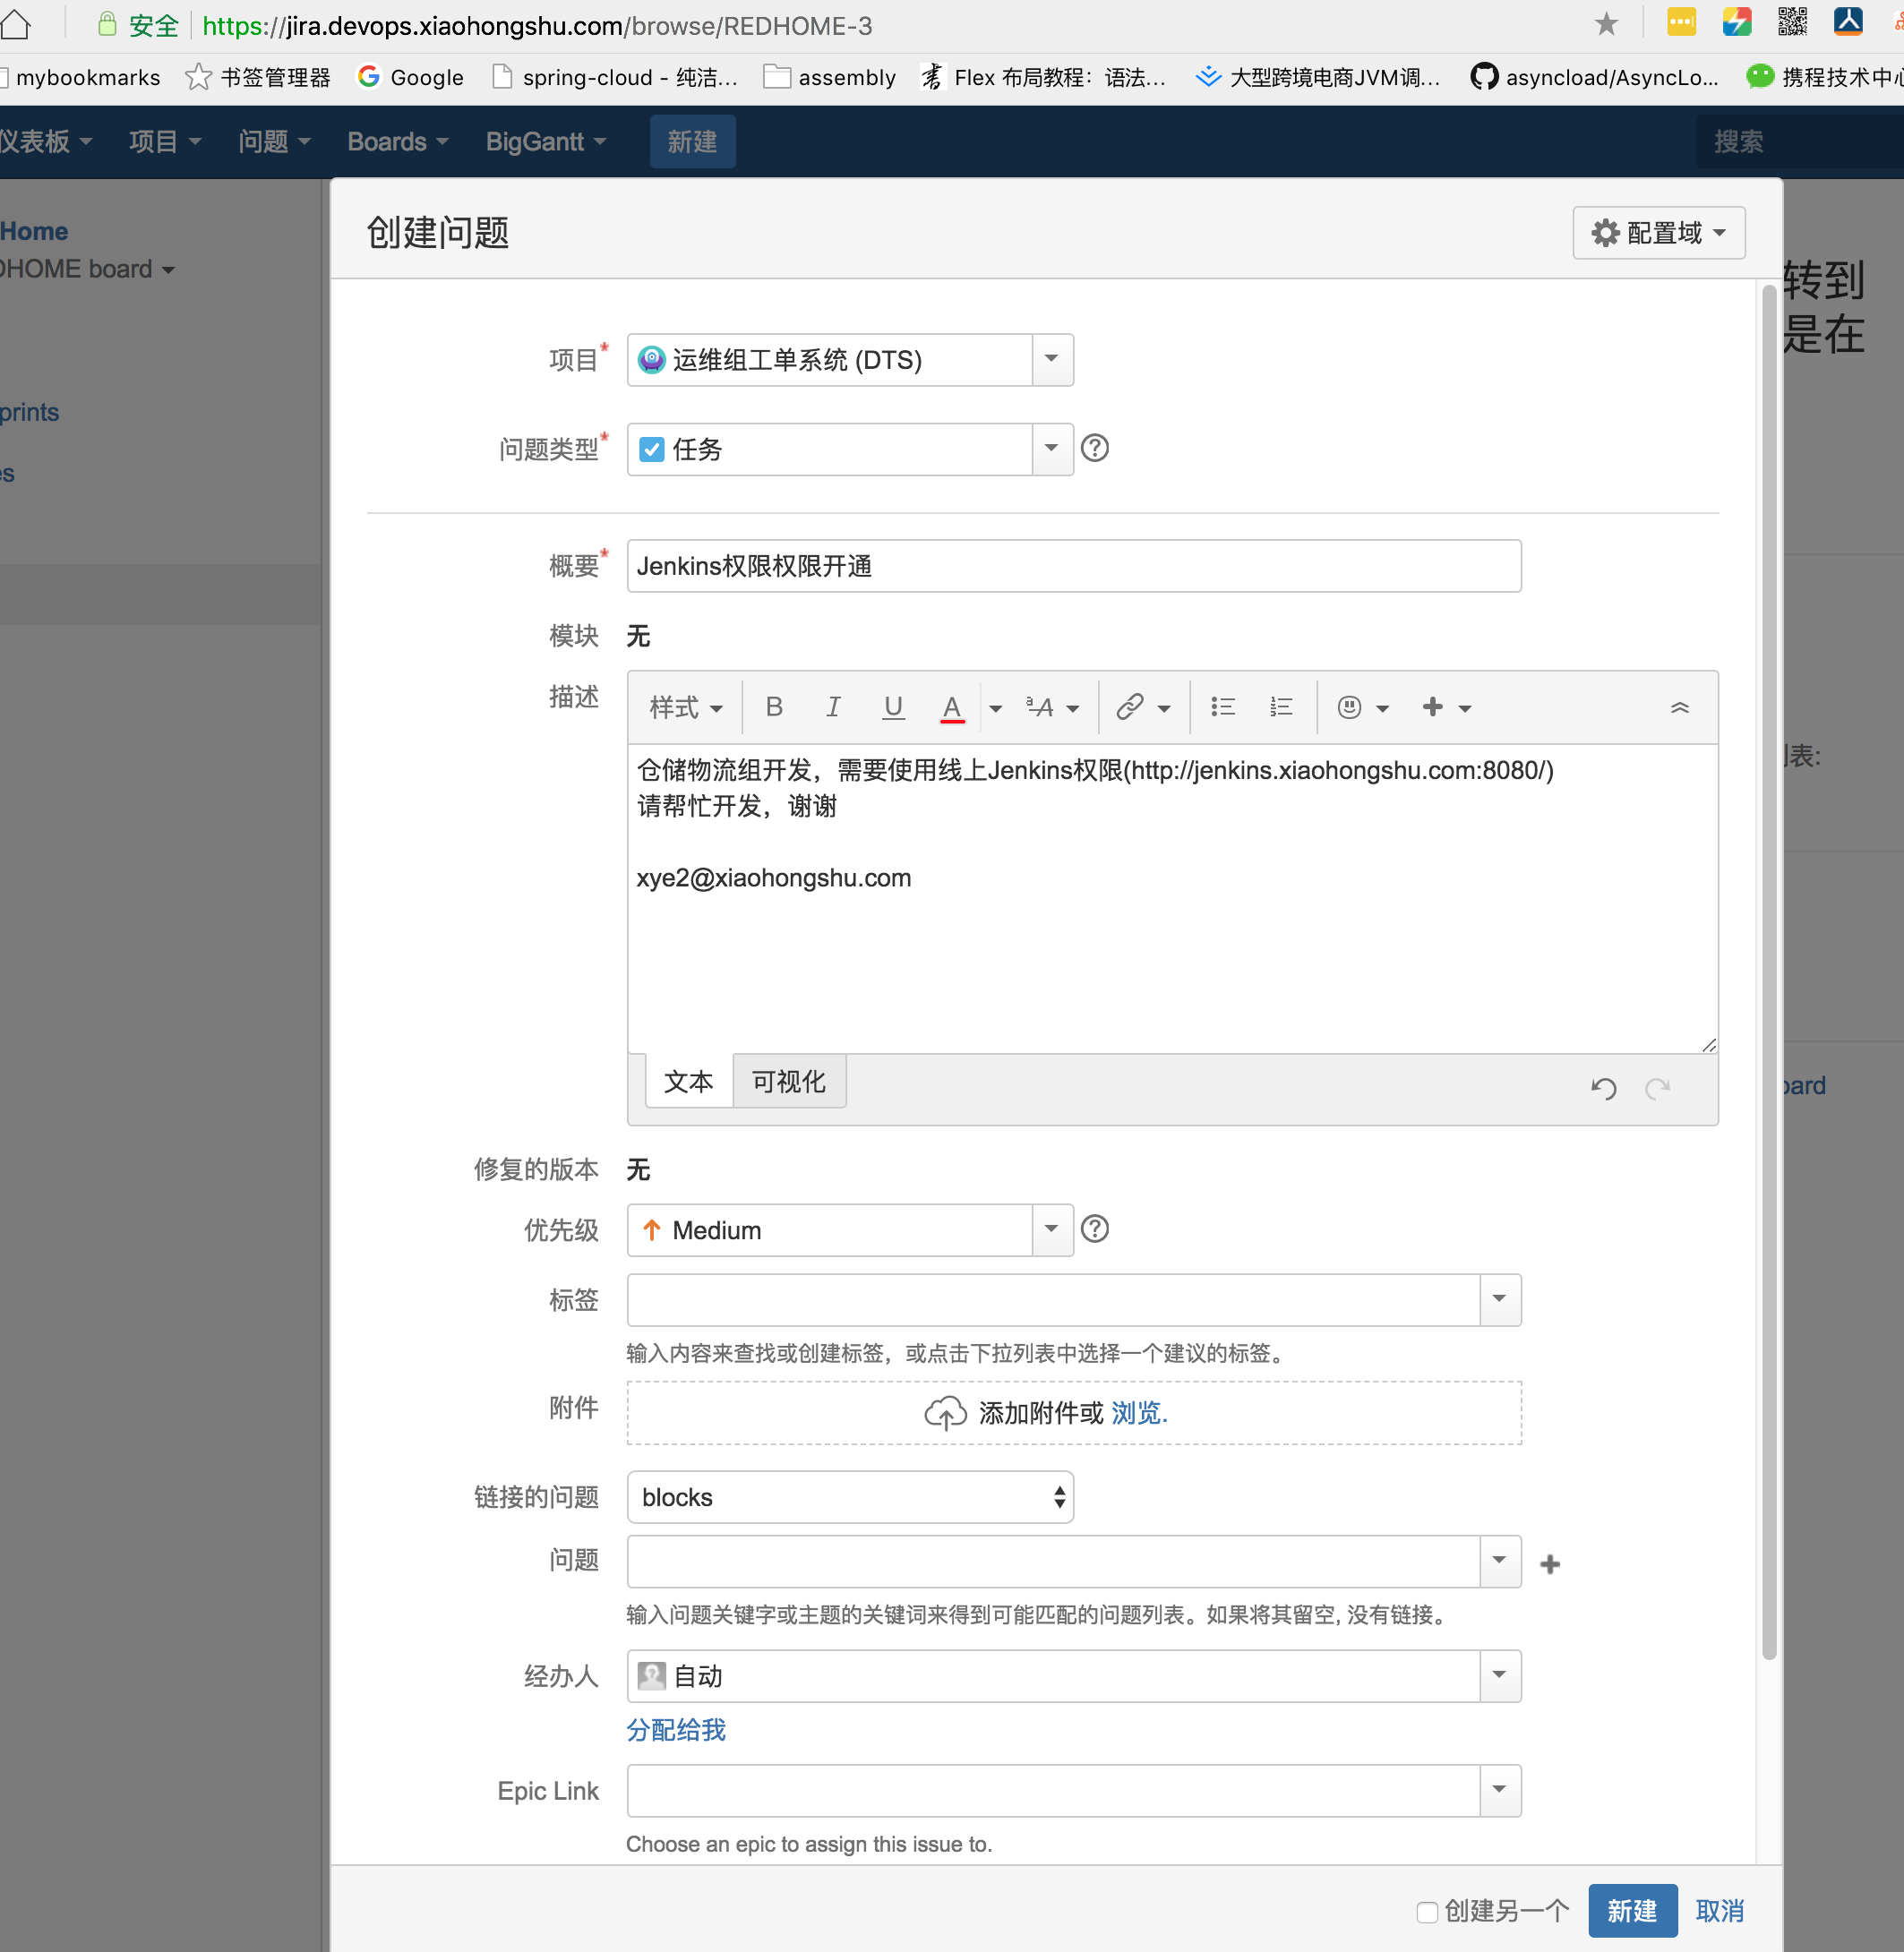 安全 https://jira.devops.xiaohongshu.com/browse/REDHOME-3
mybookmarks 书签管理器 Google spring-cloud - 纯洁... assembly Flex 布局教程：语法... 大型跨境电商JVM调... asyncload/AsyncLo... 携程技术中心
仪表板 项目 问题 Boards BigGantt 新建 搜索
Home
HOME board
prints
s
创建问题 配置域
转到
是在
项目* 运维组工单系统 (DTS)
问题类型* 任务
概要* Jenkins权限权限开通
模块 无
描述 样式 B I U A
仓储物流组开发，需要使用线上Jenkins权限(http://jenkins.xiaohongshu.com:8080/)
请帮忙开发，谢谢
xye2@xiaohongshu.com
表:
文本 可视化
ard
修复的版本 无
优先级 Medium
标签
输入内容来查找或创建标签，或点击下拉列表中选择一个建议的标签。
附件 添加附件或 浏览.
链接的问题 blocks
问题
输入问题关键字或主题的关键词来得到可能匹配的问题列表。如果将其留空, 没有链接。
经办人 自动
分配给我
Epic Link
Choose an epic to assign this issue to.
创建另一个 新建 取消